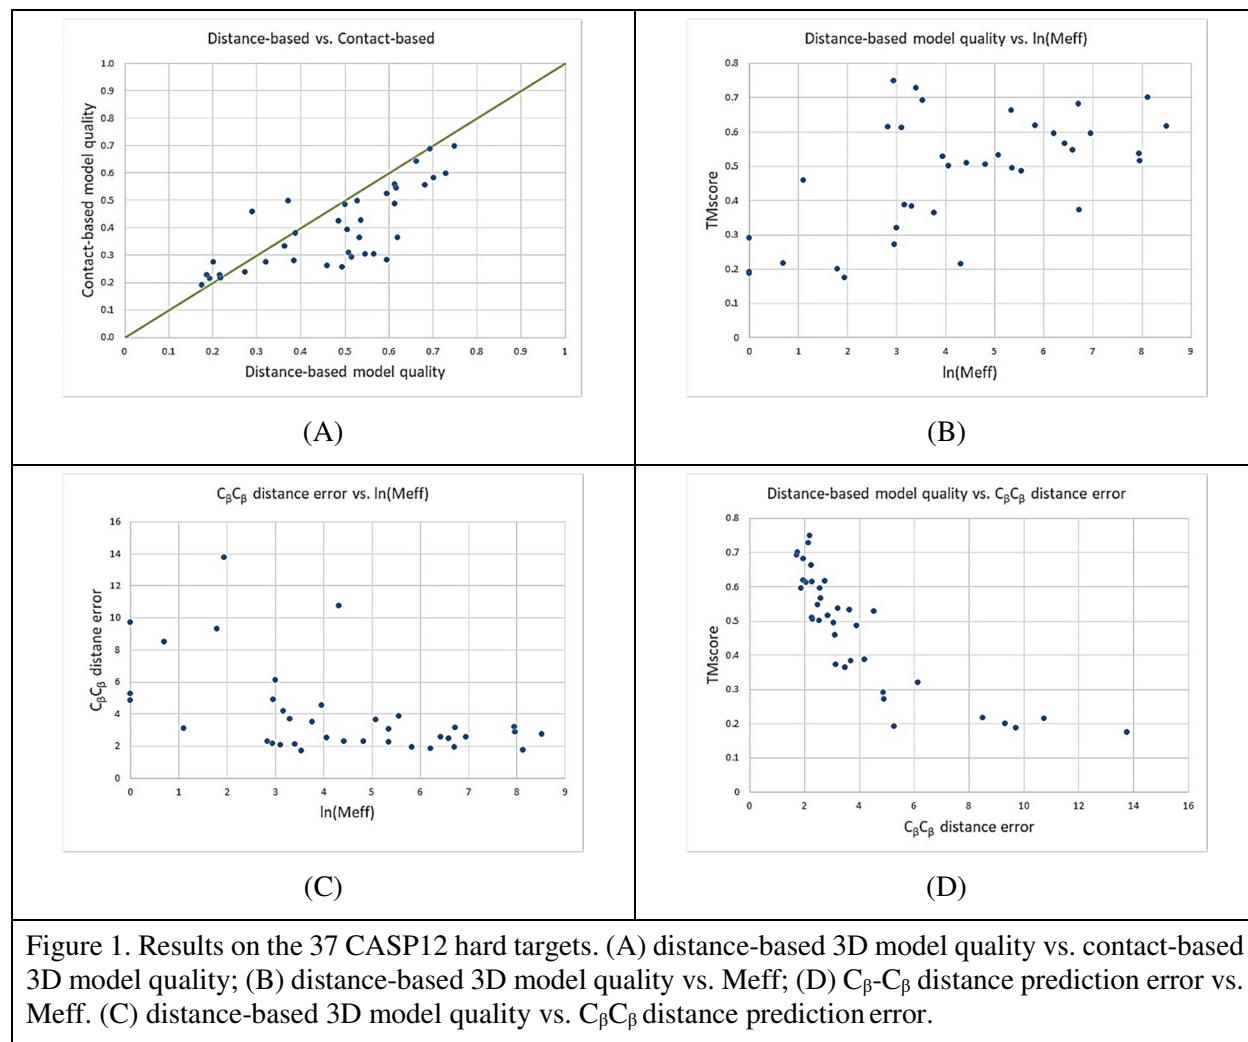 Distance-based vs. Contact-based
Contact-based model quality
1.0
0.9
0.8
0.7
0.6
0.5
0.4
0.3
0.2
0.1
0.0
0 0.1 0.2 0.3 0.4 0.5 0.6 0.7 0.8 0.9 1
Distance-based model quality
(A)
Distance-based model quality vs. ln(Meff)
TMscore
0.8
0.7
0.6
0.5
0.4
0.3
0.2
0.1
0
0 1 2 3 4 5 6 7 8 9
ln(Meff)
(B)
CβCβ distance error vs. ln(Meff)
CβCβ distane error
16
14
12
10
8
6
4
2
0
0 1 2 3 4 5 6 7 8 9
ln(Meff)
(C)
Distance-based model quality vs. CβCβ distance error
TMscore
0.8
0.7
0.6
0.5
0.4
0.3
0.2
0.1
0
0 2 4 6 8 10 12 14 16
CβCβ distance error
(D)
Figure 1. Results on the 37 CASP12 hard targets. (A) distance-based 3D model quality vs. contact-based
3D model quality; (B) distance-based 3D model quality vs. Meff; (D) Cβ-Cβ distance prediction error vs.
Meff. (C) distance-based 3D model quality vs. CβCβ distance prediction error.